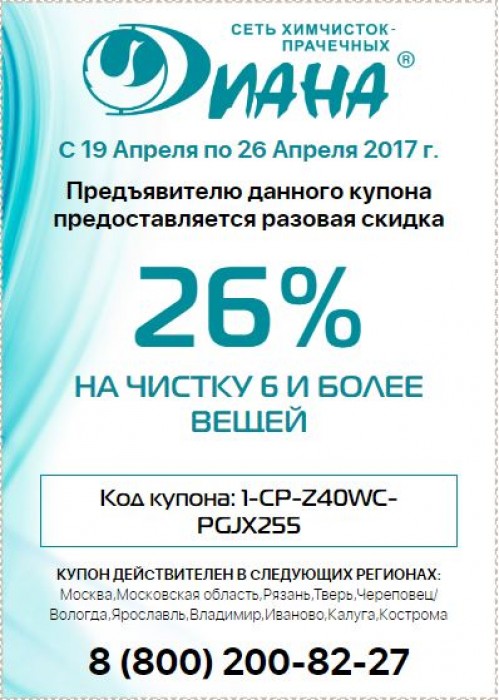 СЕТЬ ХИМЧИСТОК-
ПРАЧЕЧНЫХ
ДИАНА®
С 19 Апреля по 26 Апреля 2017 г.
Предъявителю данного купона
предоставляется разовая скидка
26%
НА ЧИСТКУ 6 И БОЛЕЕ
ВЕЩЕЙ
Код купона: 1-CP-Z40WC-
PGJX255
КУПОН ДЕЙСТВИТЕЛЕН В СЛЕДУЮЩИХ РЕГИОНАХ:
Москва,Московская область,Рязань,Тверь,Череповец/
Вологда,Ярославль,Владимир,Иваново,Калуга,Кострома
8 (800) 200-82-27